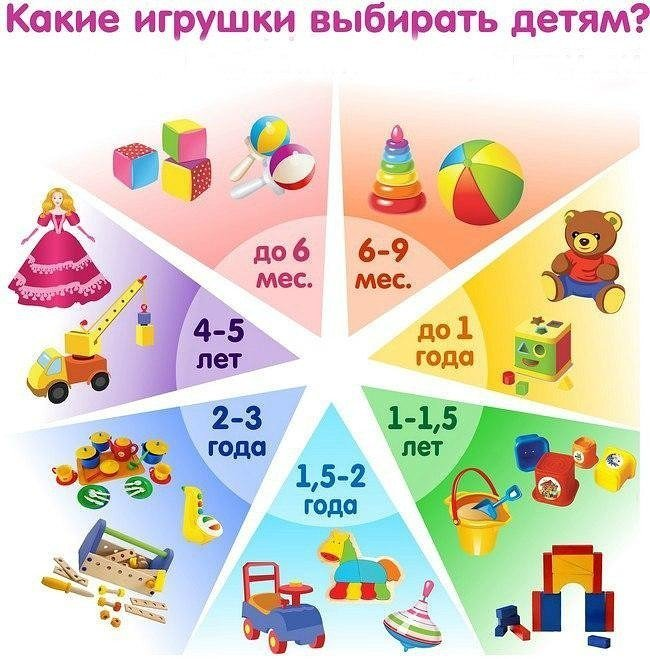 Какие игрушки выбирать детям?
до 6
мес.
6-9
мес.
до 1
года
1-1,5
лет
1,5-2
года
2-3
года
4-5
лет